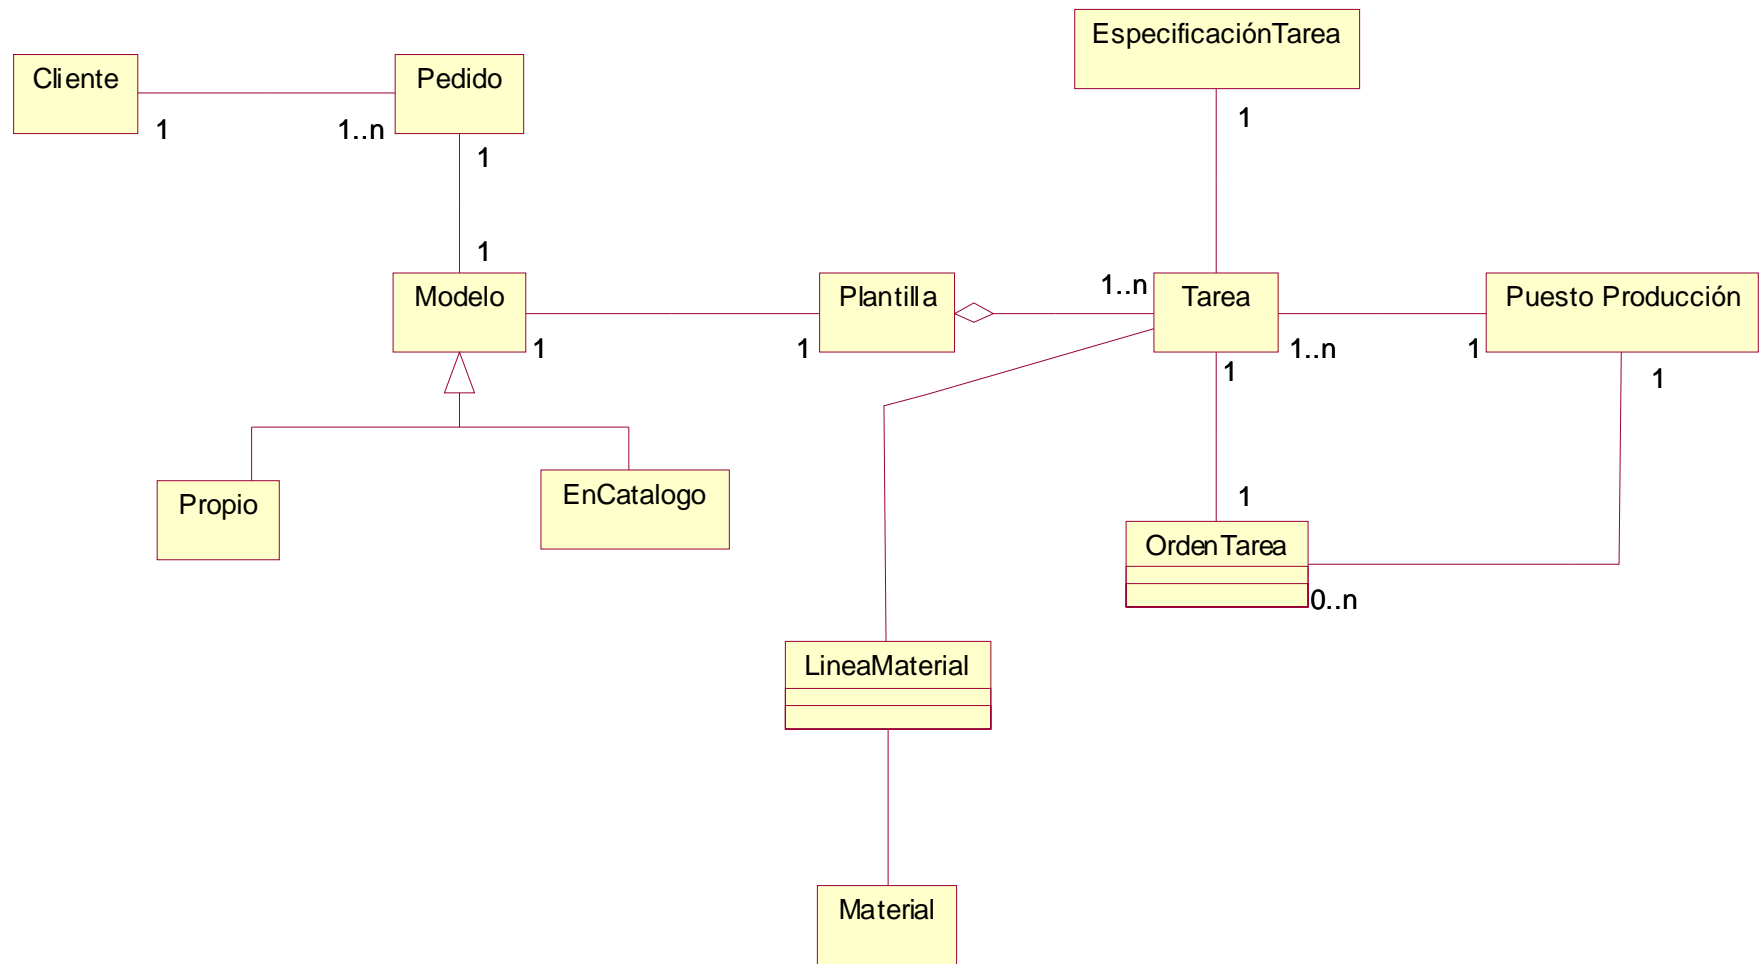 EspecificaciónTarea
Cliente
Pedido
1
1..n
1
1
1
Modelo
1
1
Plantilla
1..n
Tarea
1..n
1
Puesto Producción
1
1
Propio
EnCatalogo
1
OrdenTarea
0..n
LineaMaterial
Material